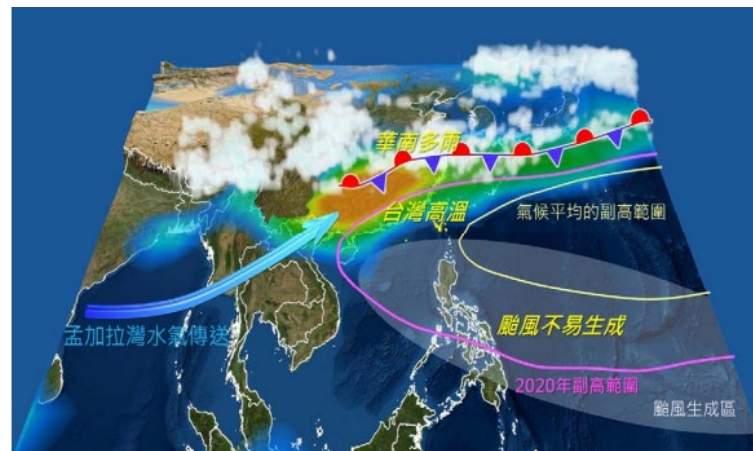 華南多雨
台灣高溫
氣候平均的副高範圍
孟加拉灣水氣傳送
颱風不易生成
2020年副高範圍
颱風生成區